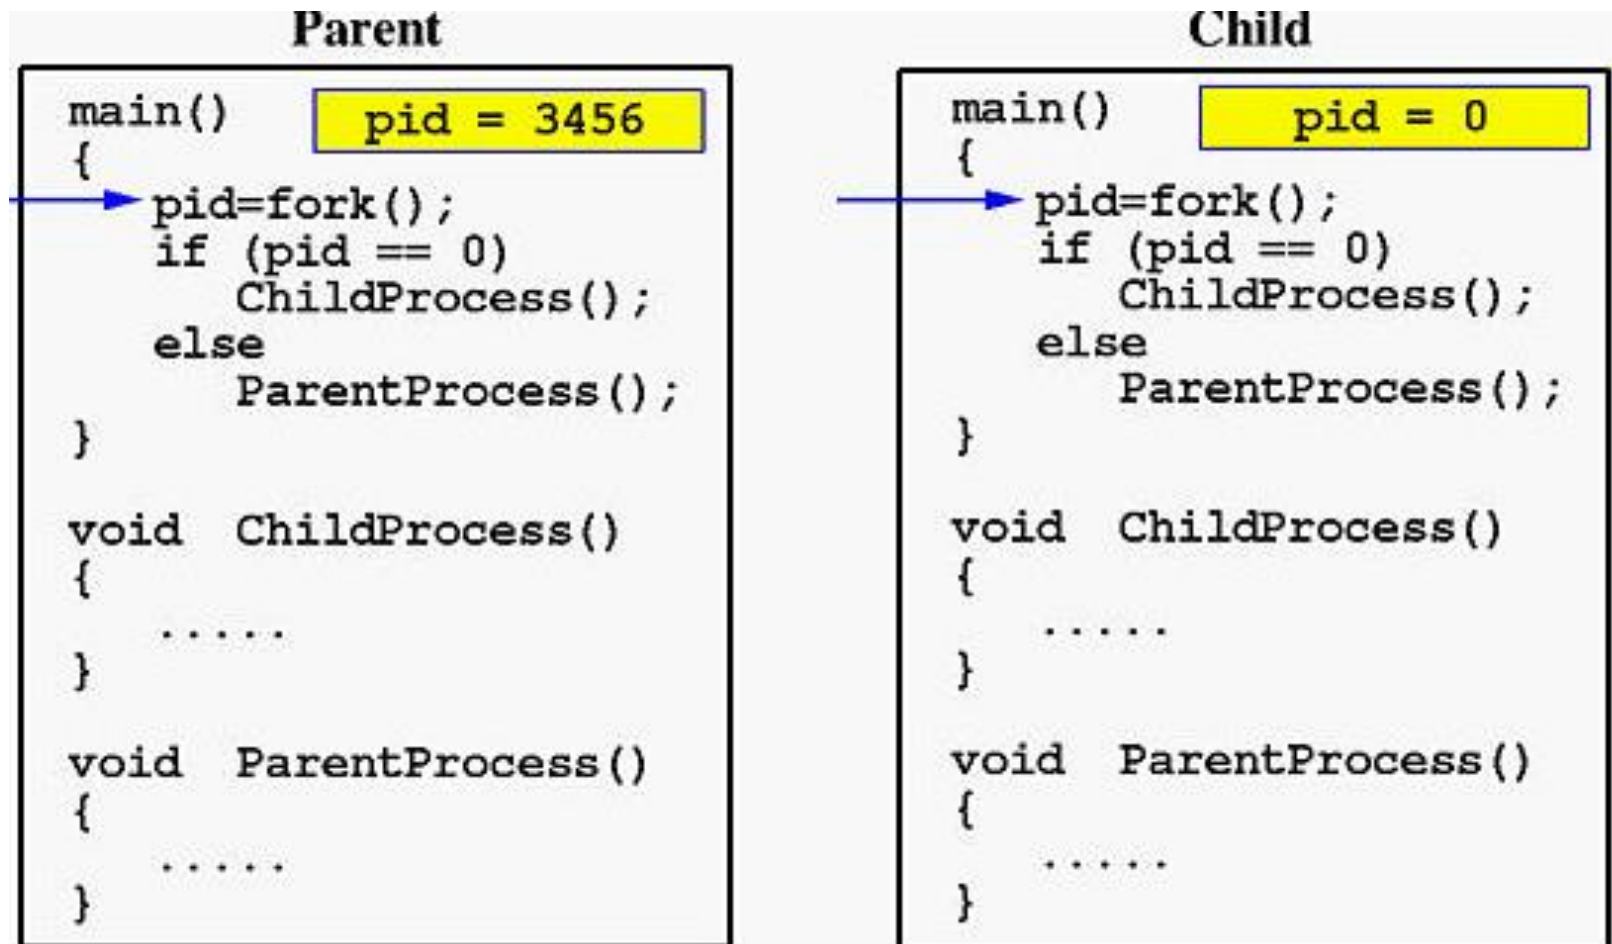 Parent
main()
pid = 3456
{
pid=fork();
if (pid == 0)
ChildProcess();
else
ParentProcess();
}
void ChildProcess()
{
.....
}
void ParentProcess()
{
.....
}
Child
main()
pid = 0
{
pid=fork();
if (pid == 0)
ChildProcess();
else
ParentProcess();
}
void ChildProcess()
{
.....
}
void ParentProcess()
{
.....
}